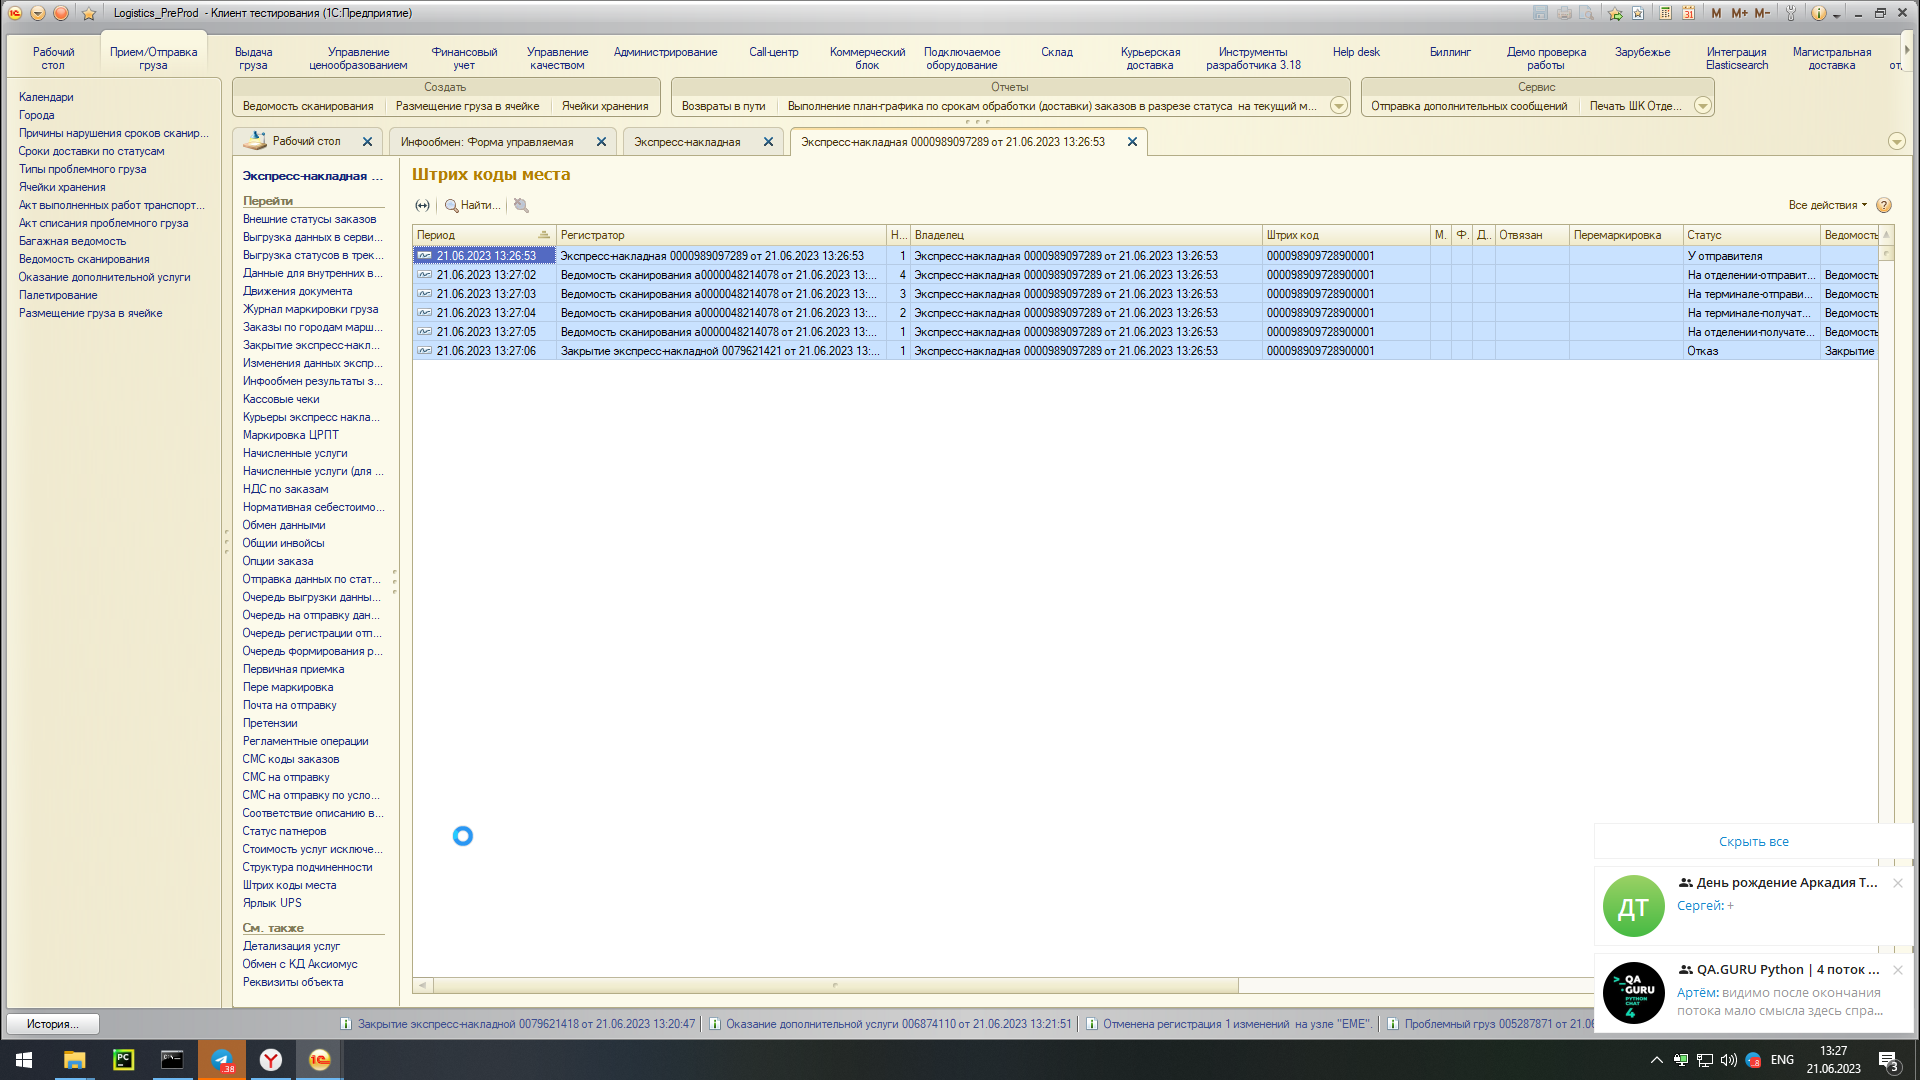 Logistics_PreProd - Клиент тестирования (1С:Предприятие)
M M+ M-
Рабочий стол
Прием/Отправка груза
Выдача груза
Управление ценообразованием
Финансовый учет
Управление качеством
Администрирование
Call-центр
Коммерческий блок
Подключаемое оборудование
Склад
Курьерская доставка
Инструменты разработчика 3.18
Help desk
Биллинг
Демо проверка работы
Зарубежье
Интеграция Elasticsearch
Магистральная доставка
Календари
Города
Причины нарушения сроков сканир...
Сроки доставки по статусам
Типы проблемного груза
Ячейки хранения
Акт выполненных работ транспорт...
Акт списания проблемного груза
Багажная ведомость
Ведомость сканирования
Оказание дополнительной услуги
Палетирование
Размещение груза в ячейке
Создать
Ведомость сканирования
Размещение груза в ячейке
Ячейки хранения
Отчеты
Возвраты в пути
Выполнение план-графика по срокам обработки (доставки) заказов в разрезе статуса на текущий м...
Сервис
Отправка дополнительных сообщений
Печать ШК Отде...
Рабочий стол
Инфообмен: Форма управляемая
Экспресс-накладная
Экспресс-накладная 0000989097289 от 21.06.2023 13:26:53
Экспресс-накладная ...
Перейти
Внешние статусы заказов
Выгрузка данных в серви...
Выгрузка статусов в трек...
Данные для внутренних в...
Движения документа
Журнал маркировки груза
Заказы по городам марш...
Закрытие экспресс-накл...
Изменения данных экспр...
Инфообмен результаты з...
Кассовые чеки
Курьеры экспресс накла...
Маркировка ЦРПТ
Начисленные услуги
Начисленные услуги (для ...
НДС по заказам
Нормативная себестоимо...
Обмен данными
Общии инвойсы
Опции заказа
Отправка данных по стат...
Очередь выгрузки данны...
Очередь на отправку дан...
Очередь регистрации отп...
Очередь формирования р...
Первичная приемка
Пере маркировка
Почта на отправку
Претензии
Регламентные операции
СМС коды заказов
СМС на отправку
СМС на отправку по усло...
Соответствие описанию в...
Статус патнеров
Стоимость услуг исключе...
Структура подчиненности
Штрих коды места
Ярлык UPS
См. также
Детализация услуг
Обмен с КД Аксиомус
Реквизиты объекта
Штрих коды места
Найти...
Все действия
Период Регистратор Н... Владелец Штрих код М. Ф. Д.. Отвязан Перемаркировка Статус Ведомость
21.06.2023 13:26:53 Экспресс-накладная 0000989097289 от 21.06.2023 13:26:53 1 Экспресс-накладная 0000989097289 от 21.06.2023 13:26:53 000098909728900001 У отправителя
21.06.2023 13:27:02 Ведомость сканирования а0000048214078 от 21.06.2023 13:... 4 Экспресс-накладная 0000989097289 от 21.06.2023 13:26:53 000098909728900001 На отделении-отправит... Ведомость
21.06.2023 13:27:03 Ведомость сканирования а0000048214078 от 21.06.2023 13:... 3 Экспресс-накладная 0000989097289 от 21.06.2023 13:26:53 000098909728900001 На терминале-отправи... Ведомость
21.06.2023 13:27:04 Ведомость сканирования а0000048214078 от 21.06.2023 13:... 2 Экспресс-накладная 0000989097289 от 21.06.2023 13:26:53 000098909728900001 На терминале-получат... Ведомость
21.06.2023 13:27:05 Ведомость сканирования а0000048214078 от 21.06.2023 13:... 1 Экспресс-накладная 0000989097289 от 21.06.2023 13:26:53 000098909728900001 На отделении-получате... Ведомость
21.06.2023 13:27:06 Закрытие экспресс-накладной 0079621421 от 21.06.2023 13:... 1 Экспресс-накладная 0000989097289 от 21.06.2023 13:26:53 000098909728900001 Отказ Закрытие
Скрыть все
ДТ
День рождение Аркадия Т...
Сергей: +
QA GURU PYTHON CHAT 4
QA.GURU Python | 4 поток ...
Артём: видимо после окончания
потока мало смысла здесь спра...
История...
Закрытие экспресс-накладной 0079621418 от 21.06.2023 13:20:47
Оказание дополнительной услуги 006874110 от 21.06.2023 13:21:51
Отменена регистрация 1 изменений на узле "EME".
Проблемный груз 005287871 от 21.06
PC
38
ENG
13:27
21.06.2023
3